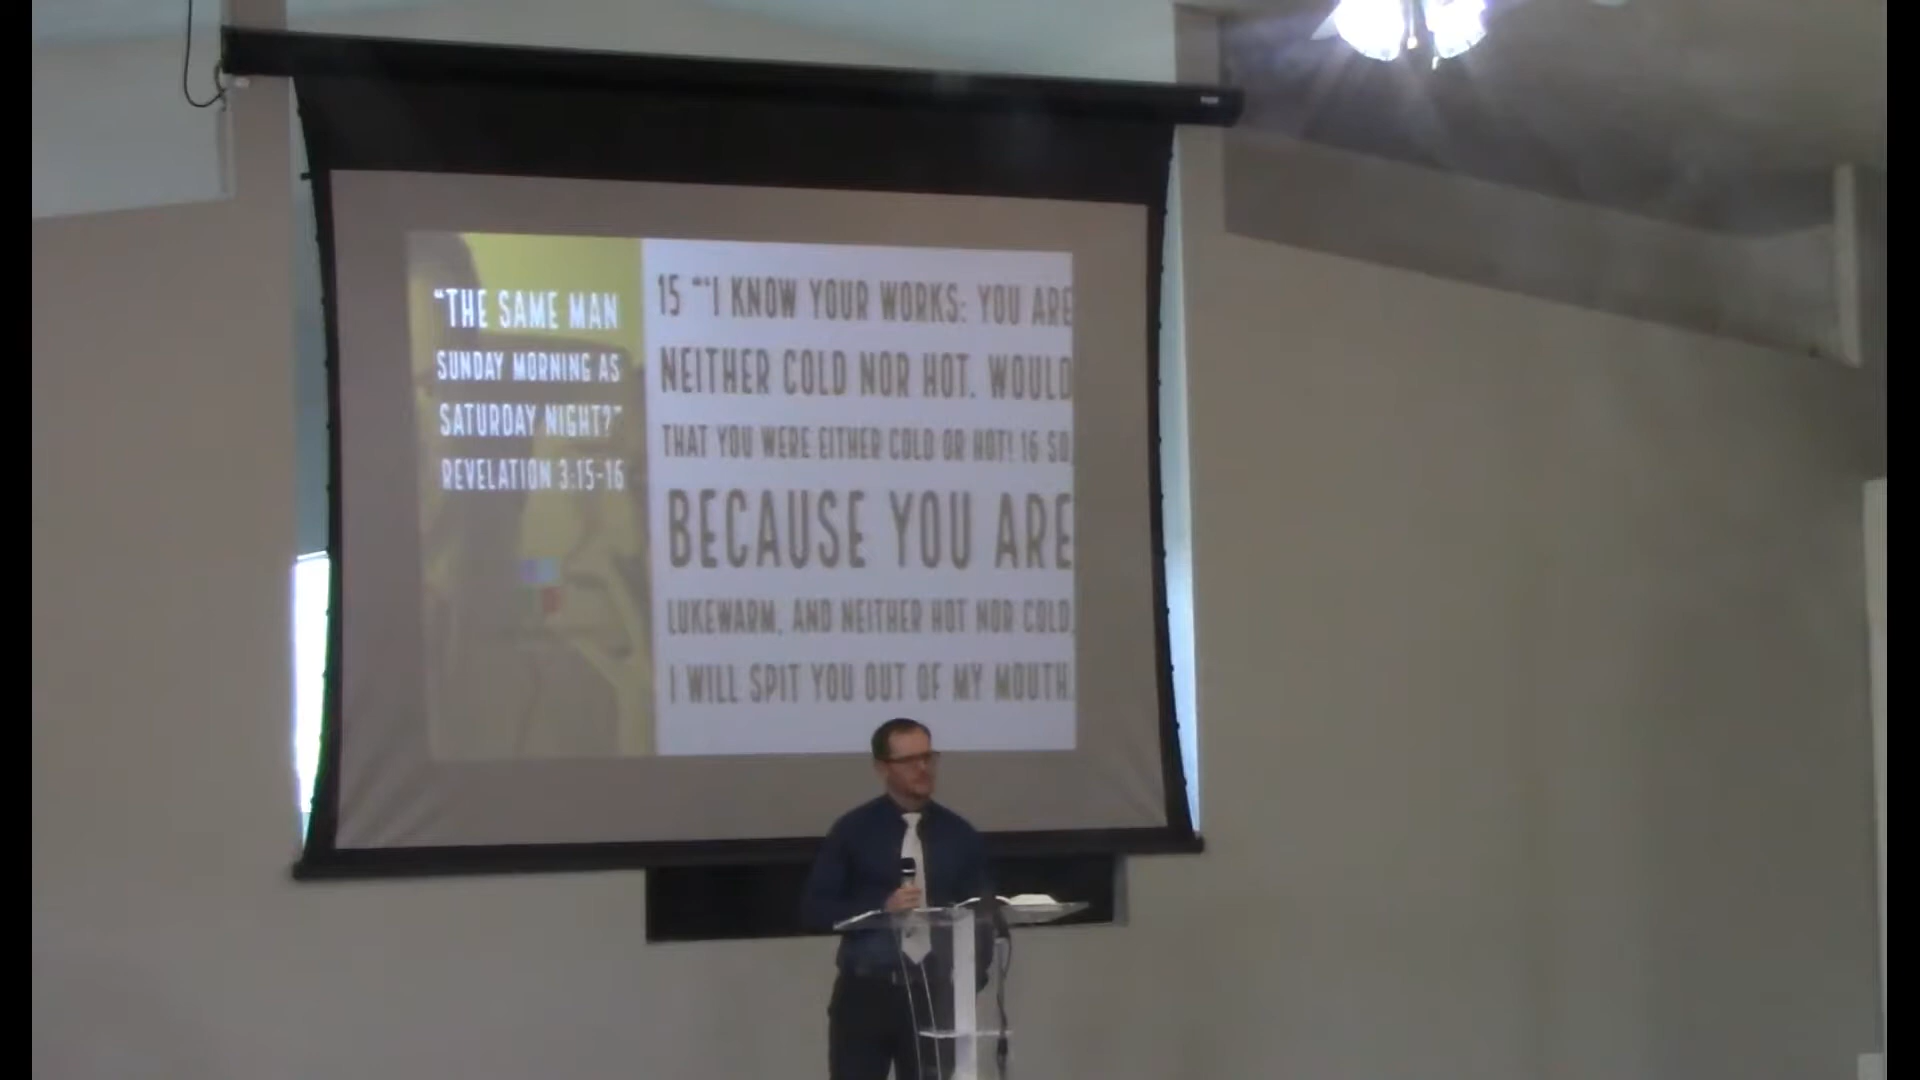 “THE SAME MAN
SUNDAY MORNING AS
SATURDAY NIGHT?”
REVELATION 3:15-16
15 “‘I KNOW YOUR WORKS: YOU ARE
NEITHER COLD NOR HOT. WOULD
THAT YOU WERE EITHER COLD OR HOT! 16 SO,
BECAUSE YOU ARE
LUKEWARM, AND NEITHER HOT NOR COLD,
I WILL SPIT YOU OUT OF MY MOUTH.